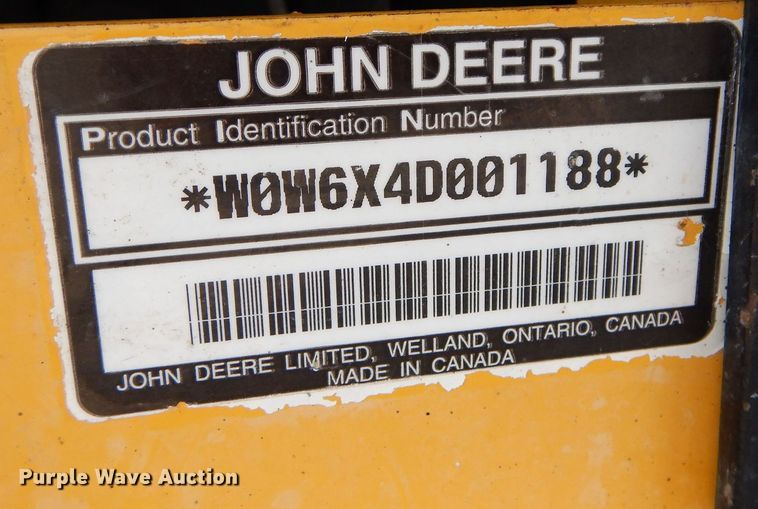 JOHN DEERE
Product Identification Number
*W0W6X4D001188*
JOHN DEERE LIMITED, WELLAND, ONTARIO, CANADA
MADE IN CANADA
Purple Wave Auction